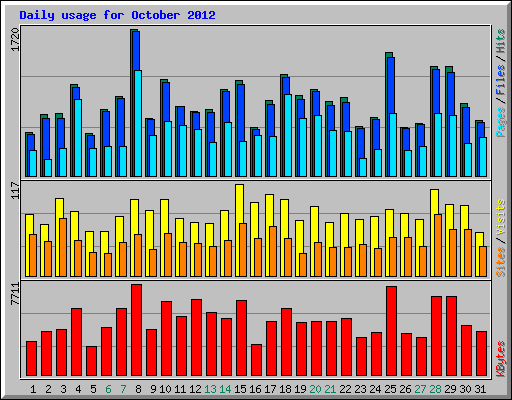 Daily usage for October 2012
1720
Pages / Files / Hits
117
Sites / Visits
7711
KBytes
1 2 3 4 5 6 7 8 9 10 11 12 13 14 15 16 17 18 19 20 21 22 23 24 25 26 27 28 29 30 31